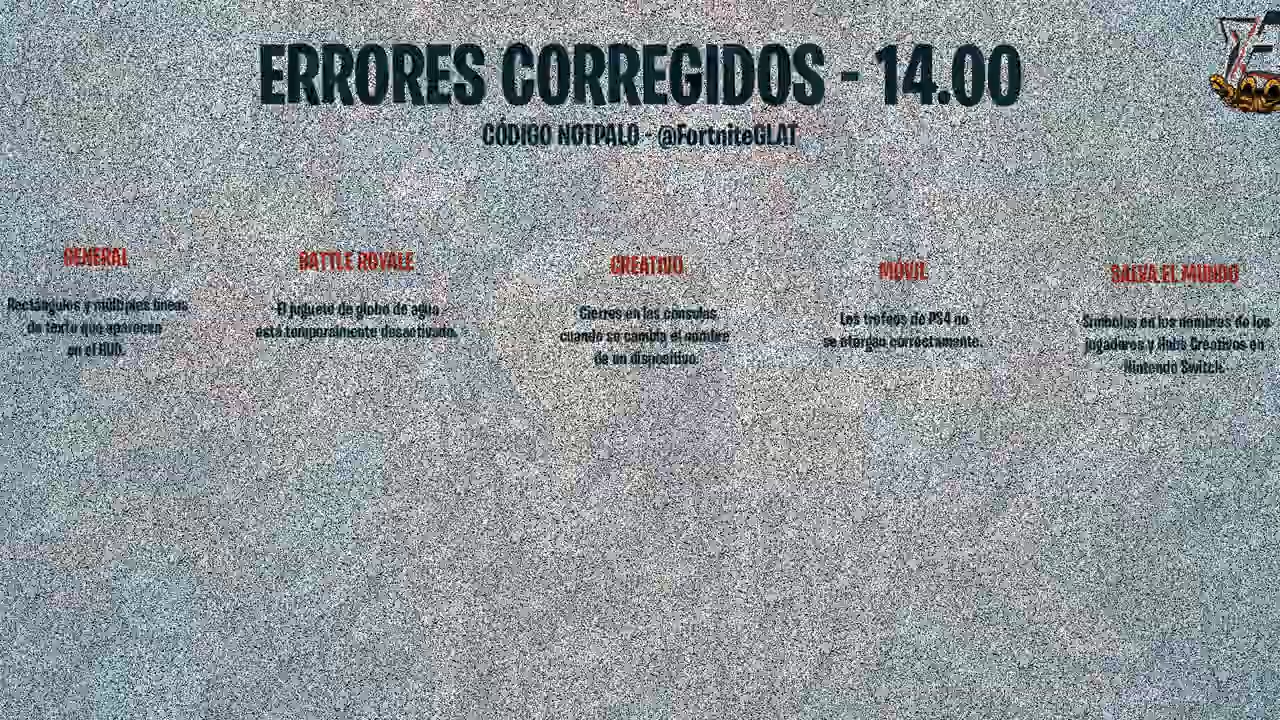 ERRORES CORREGIDOS - 14.00
CÓDIGO NOTPALO - @FortniteGLAT
GENERAL
Rectángulos y múltiples líneas
de texto que aparecen
en el HUD.
BATTLE ROYALE
El juguete de globo de agua
está temporalmente desactivado.
CREATIVO
Cierres en las consolas
cuando se cambia el nombre
de un dispositivo.
MÓVIL
Los trofeos de PS4 no
se otorgan correctamente.
SALVA EL MUNDO
Símbolos en los nombres de los
jugadores y Hubs Creativos en
Nintendo Switch.